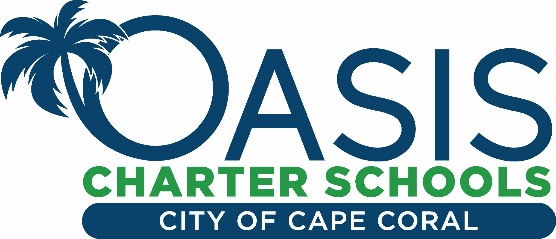 OASIS
CHARTER SCHOOLS
CITY OF CAPE CORAL